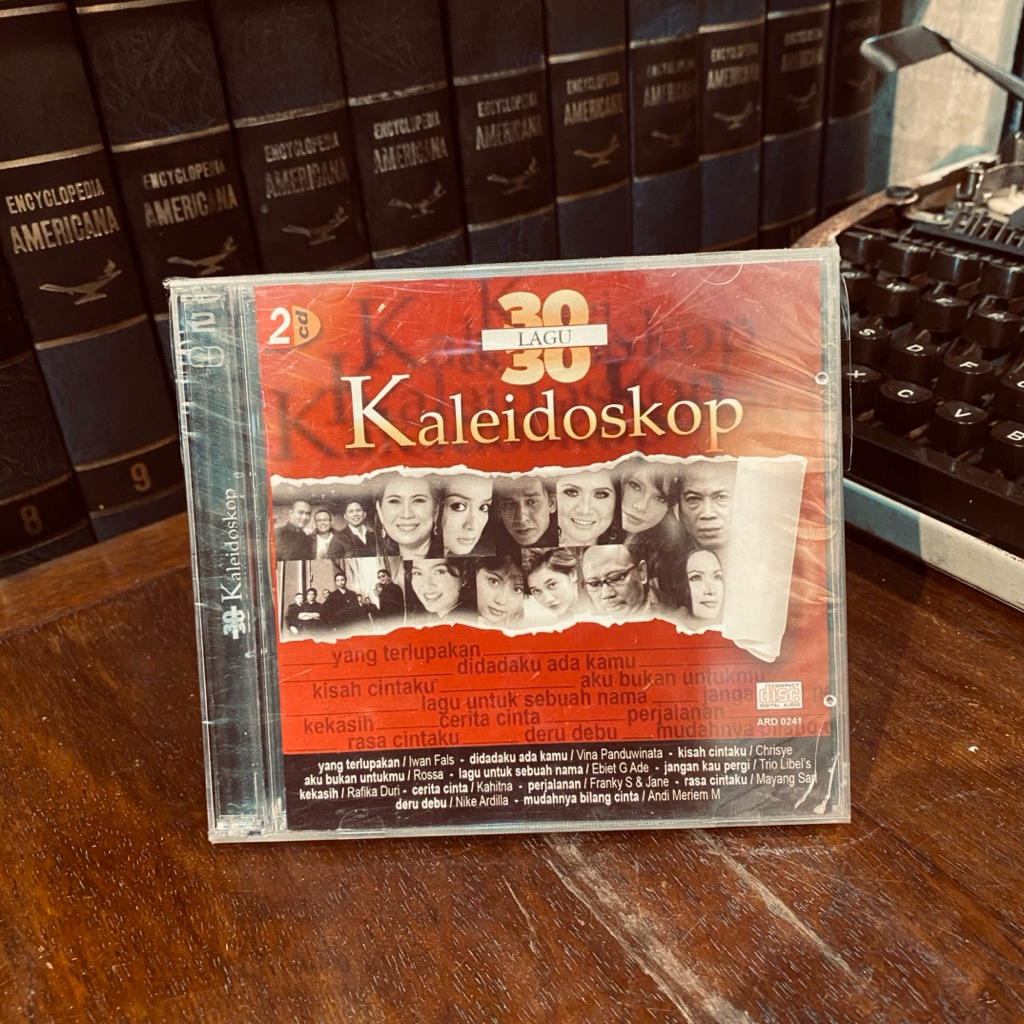 ENCYCLOPEDIA
AMERICANA
ENCYCLOPEDIA
AMERICANA
ENCYCLOPEDIA
AMERICANA
ENCYCLOPEDIA
AMERICANA
ENCYCLOPEDIA
AMERICANA
ENCYCLOPEDIA
AMERICANA
ENCYCLOPEDIA
AMERICANA
ENCYCLOPEDIA
AMERICANA
ENCYCLOPEDIA
AMERICANA
8
9
2 cd
30
LAGU
30
Kaleidoskop
30 Kaleidoskop
yang terlupakan
didadaku ada kamu
kisah cintaku
aku bukan untukmu
lagu untuk sebuah nama
kekasih
cerita cinta
perjalanan
rasa cintaku
deru debu
COMPACT
disc
DIGITAL AUDIO
ARD 0241
yang terlupakan / Iwan Fals - didadaku ada kamu / Vina Panduwinata - kisah cintaku / Chrisye
aku bukan untukmu / Rossa - lagu untuk sebuah nama / Ebiet G Ade - jangan kau pergi / Trio Libel's
kekasih / Rafika Duri - cerita cinta / Kahitna - perjalanan / Franky S & Jane - rasa cintaku / Mayang Sari
deru debu / Nike Ardilla - mudahnya bilang cinta / Andi Meriem M
D
F
X
C
V
B